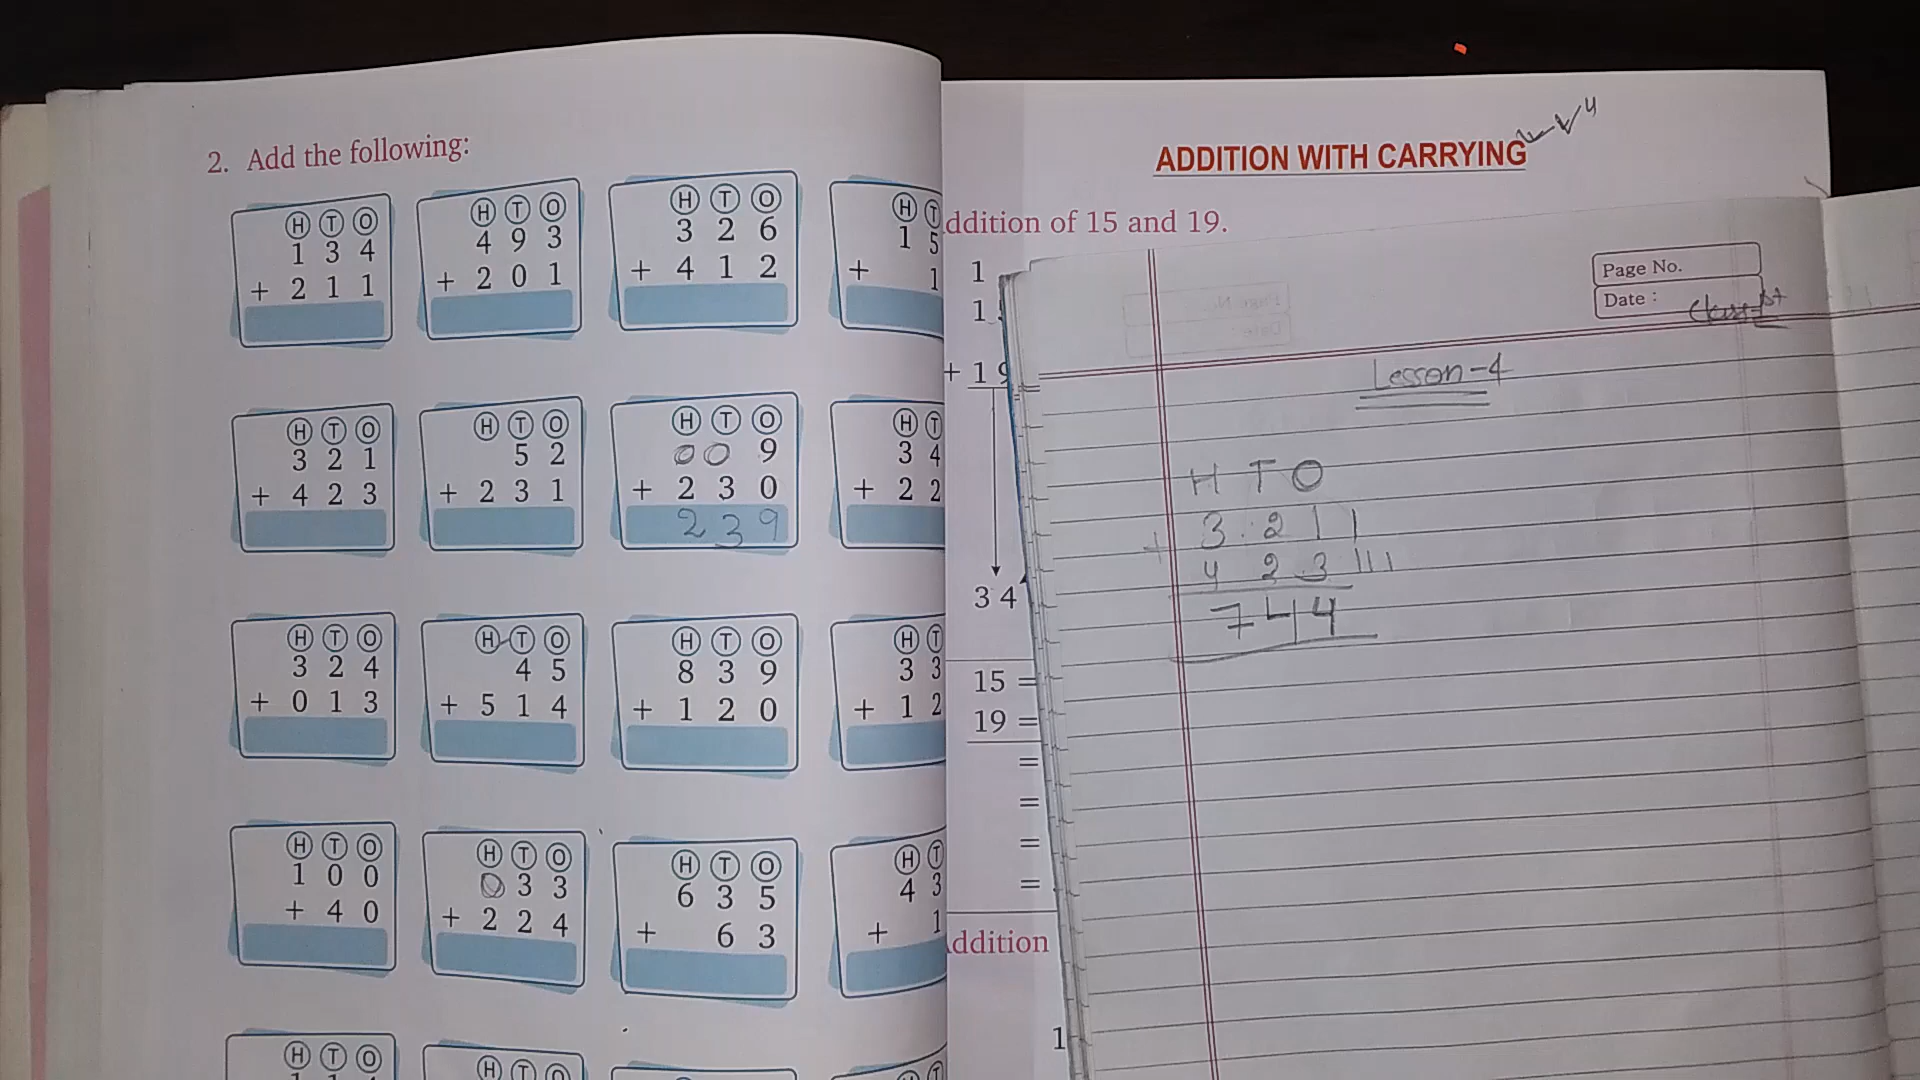 2. Add the following:
H T O
1 3 4
+ 2 1 1
H T O
4 9 3
+ 2 0 1
H T O
3 2 6
+ 4 1 2
H T
1 5
+ 1
H T O
3 2 1
+ 4 2 3
H T O
5 2
+ 2 3 1
H T O
0 0 9
+ 2 3 0
2 3 9
H T
3 4
+ 2 2
H T O
3 2 4
+ 0 1 3
H T O
4 5
+ 5 1 4
H T O
8 3 9
+ 1 2 0
H T
3 3
+ 1 2
H T O
1 0 0
+ 4 0
H T O
0 3 3
+ 2 2 4
H T O
6 3 5
+ 6 3
H T
4 3
+ 1
H T O
H T O
ADDITION WITH CARRYING
ddition of 15 and 19.
1
1
+ 1 9
3 4
15 =
19 =
=
=
=
=
ddition
1
Page No.
Date :
Lesson-4
H T O
3 . 2 1 | 
+ 4 2 3 |||
7 4 4